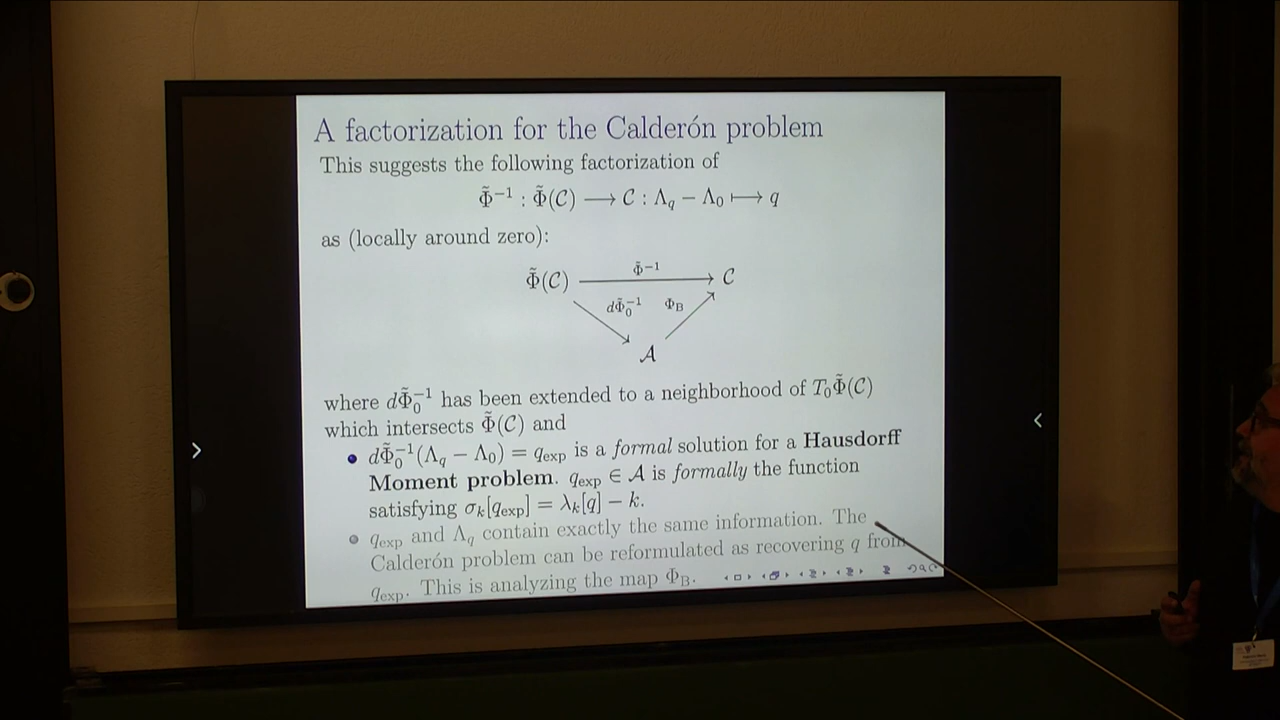 A factorization for the Calderón problem
This suggests the following factorization of
Φ̃⁻¹ : Φ̃(𝒞) ⟶ 𝒞 : Λ_q − Λ₀ ⟼ q
as (locally around zero):
Φ̃⁻¹
Φ̃(𝒞) 𝒞
dΦ̃₀⁻¹ Φ_B
𝒜
where dΦ̃₀⁻¹ has been extended to a neighborhood of T₀Φ̃(𝒞)
which intersects Φ̃(𝒞) and
• dΦ̃₀⁻¹(Λ_q − Λ₀) = q_exp is a formal solution for a Hausdorff
Moment problem. q_exp ∈ 𝒜 is formally the function
satisfying σ_k[q_exp] = λ_k[q] − k.
• q_exp and Λ_q contain exactly the same information. The
Calderón problem can be reformulated as recovering q from
q_exp. This is analyzing the map Φ_B.